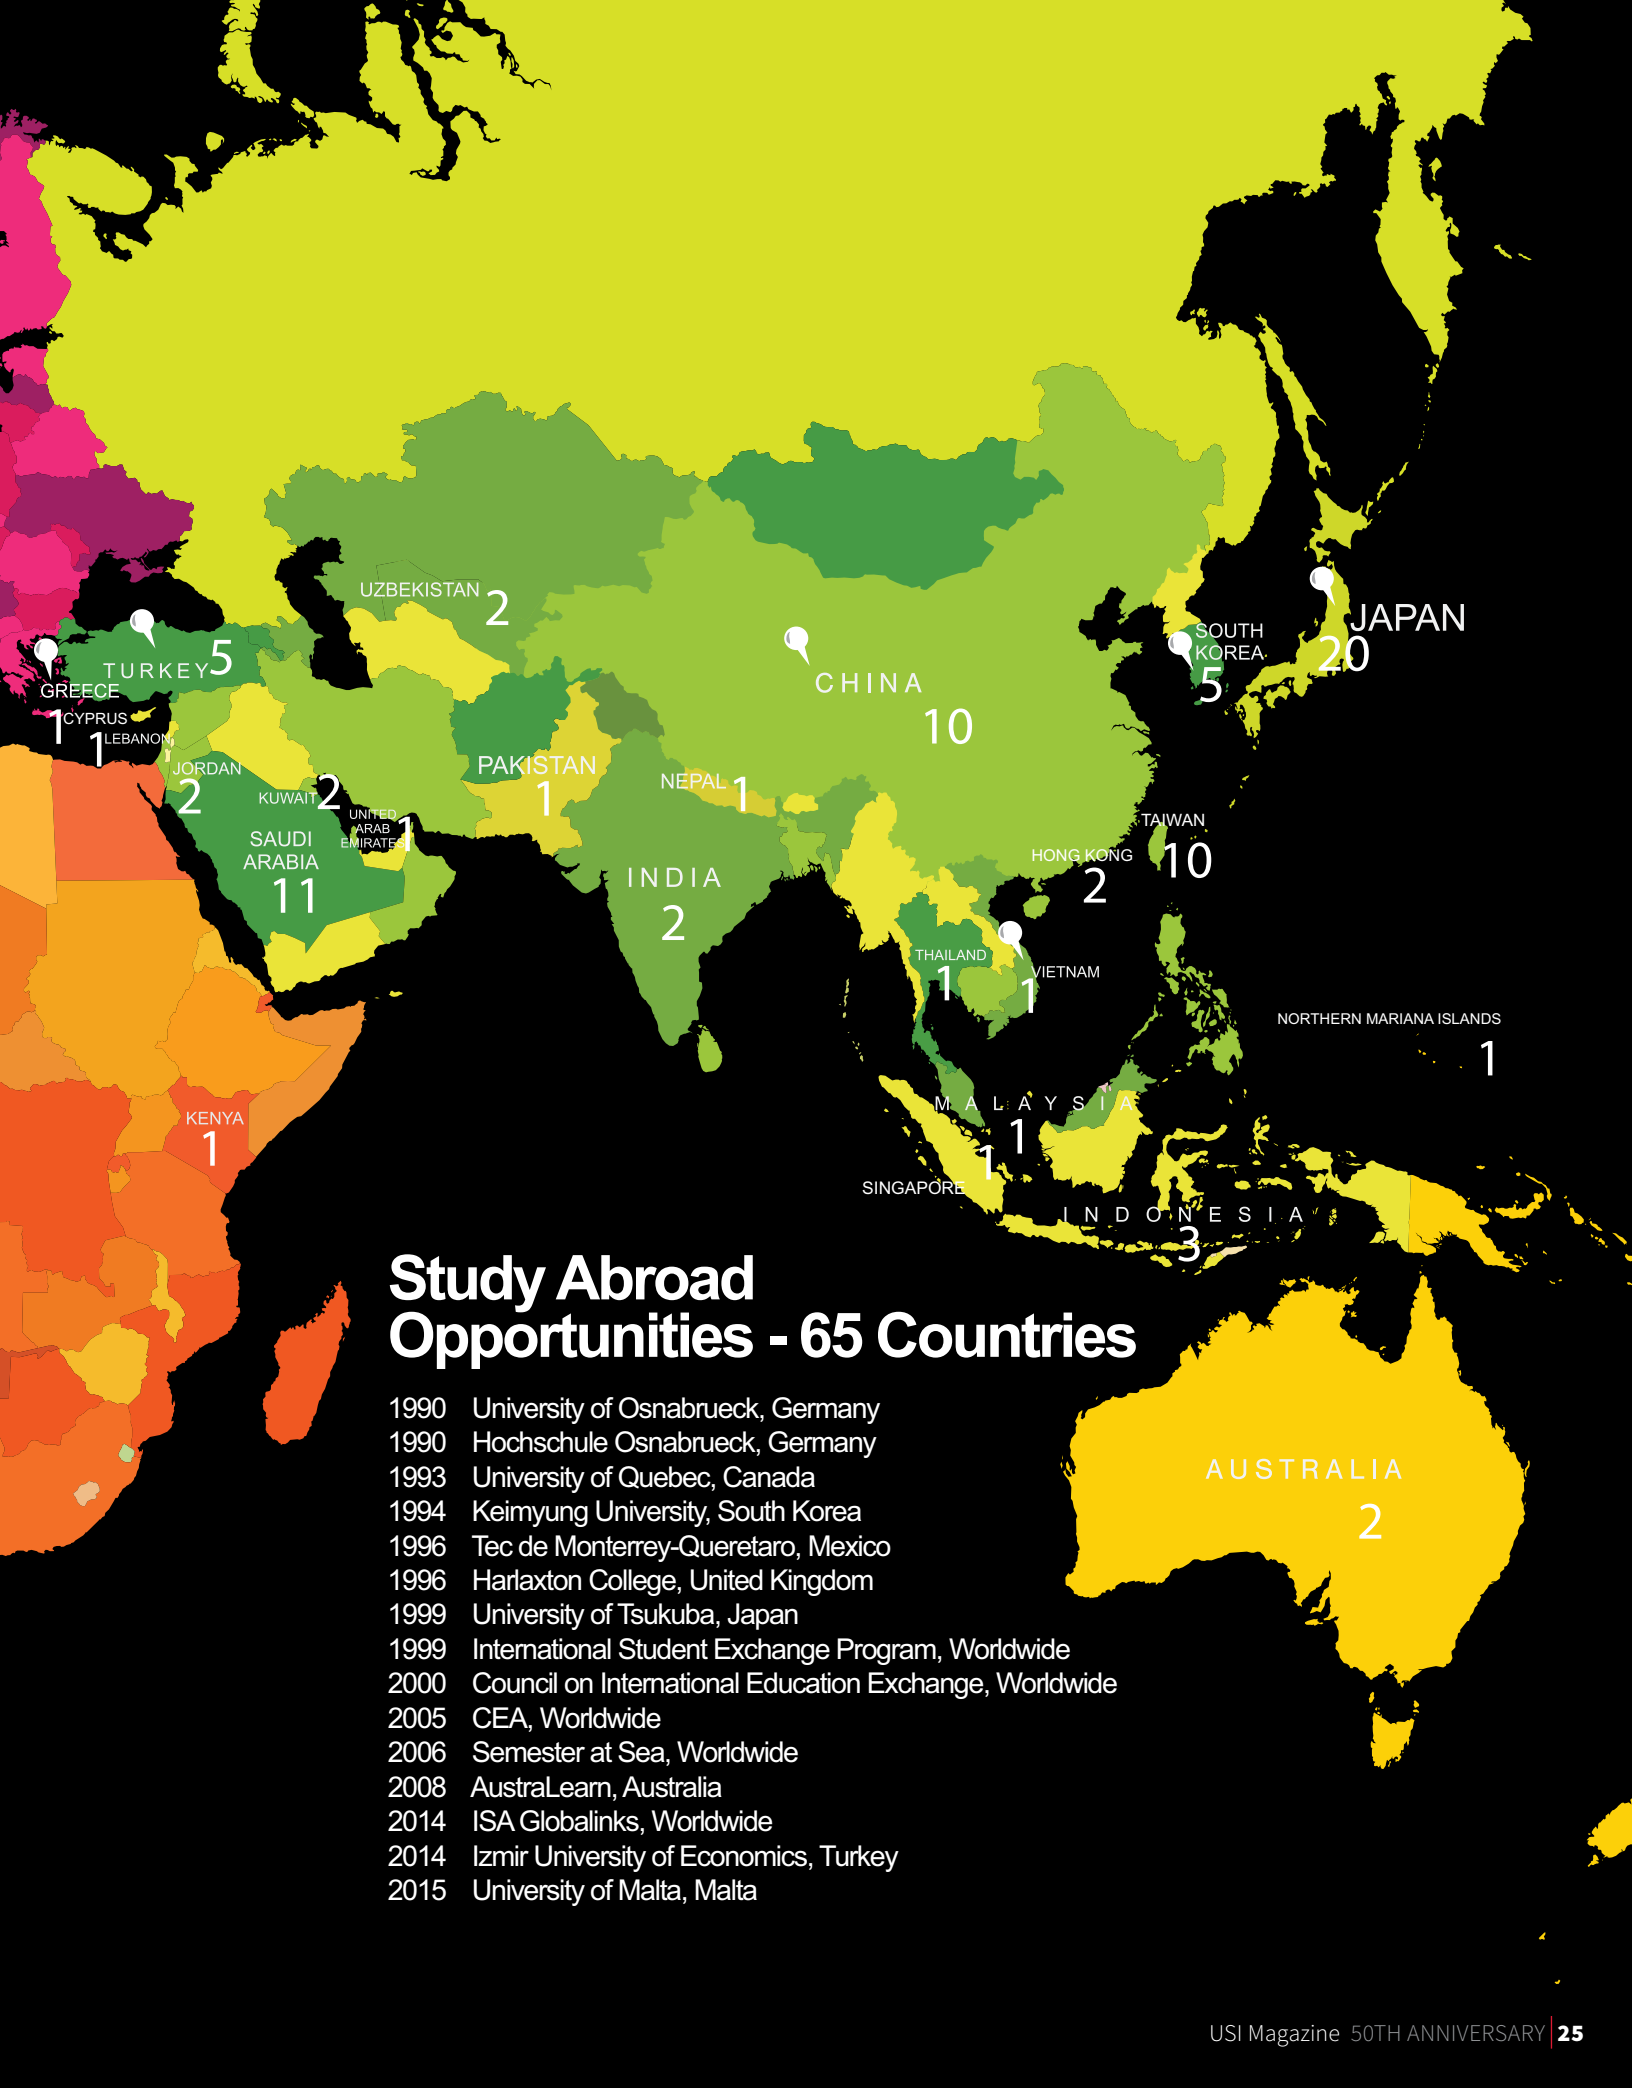 UZBEKISTAN 2
TURKEY 5
GREECE
1
CYPRUS
1
LEBANON
JORDAN
2
KUWAIT 2
UNITED
ARAB
EMIRATES
1
SAUDI
ARABIA
11
PAKISTAN
1
NEPAL 1
INDIA
2
CHINA
10
SOUTH
KOREA
5
JAPAN
20
TAIWAN
10
HONG KONG
2
THAILAND
1
VIETNAM
1
NORTHERN MARIANA ISLANDS
1
KENYA
1
MALAYSIA
1
1
SINGAPORE
INDONESIA
3
AUSTRALIA
2
Study Abroad
Opportunities - 65 Countries
1990 University of Osnabrueck, Germany
1990 Hochschule Osnabrueck, Germany
1993 University of Quebec, Canada
1994 Keimyung University, South Korea
1996 Tec de Monterrey-Queretaro, Mexico
1996 Harlaxton College, United Kingdom
1999 University of Tsukuba, Japan
1999 International Student Exchange Program, Worldwide
2000 Council on International Education Exchange, Worldwide
2005 CEA, Worldwide
2006 Semester at Sea, Worldwide
2008 AustraLearn, Australia
2014 ISA Globalinks, Worldwide
2014 Izmir University of Economics, Turkey
2015 University of Malta, Malta
USI Magazine 50TH ANNIVERSARY 25